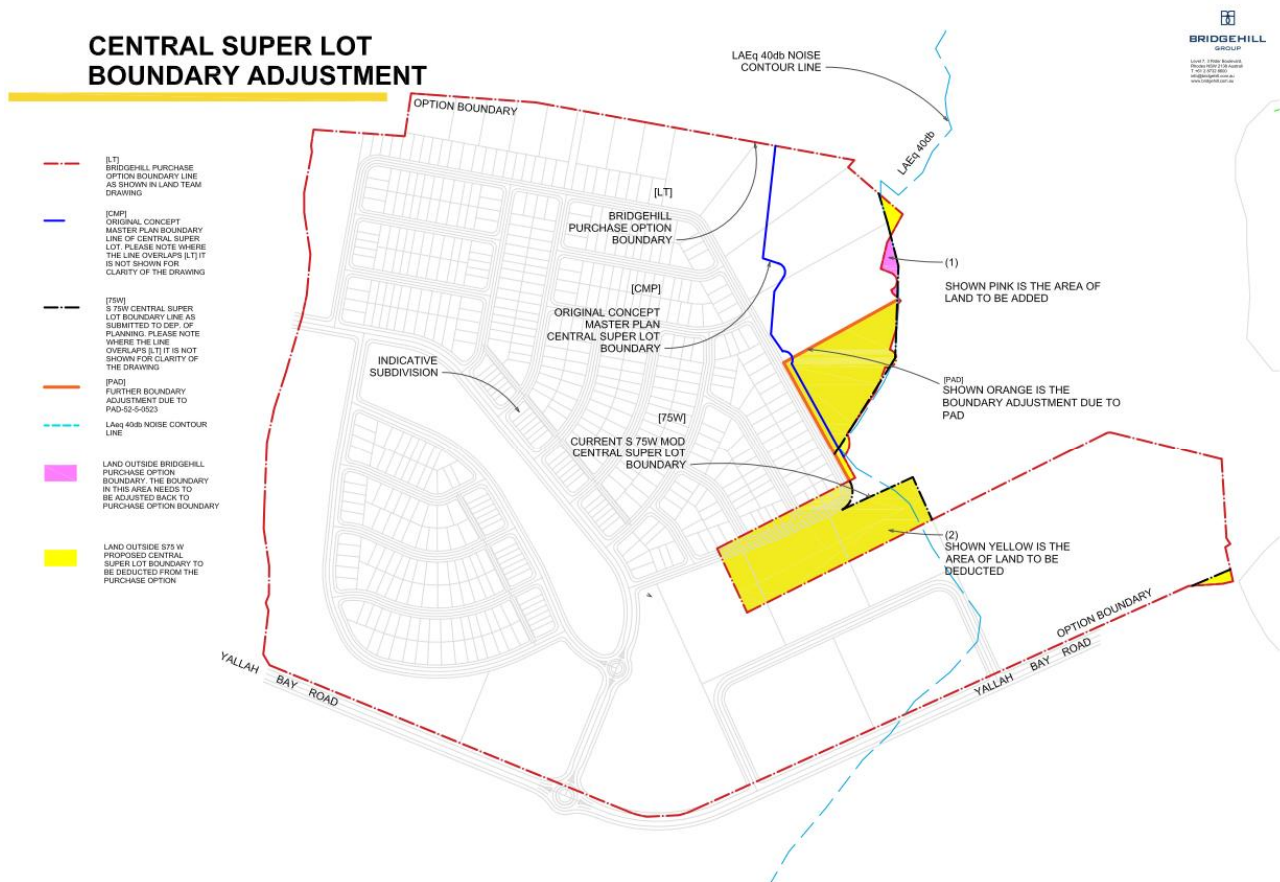 CENTRAL SUPER LOT
BOUNDARY ADJUSTMENT
BRIDGEHILL
GROUP
www.bridgehill.com.au
[LT]
BRIDGEHILL PURCHASE
OPTION BOUNDARY LINE
AS SHOWN IN LAND TEAM
DRAWING
[CMP]
ORIGINAL CONCEPT
MASTER PLAN BOUNDARY
LINE OF CENTRAL SUPER
LOT. PLEASE NOTE WHERE
THE LINE OVERLAPS [LT] IT
IS NOT SHOWN FOR
CLARITY OF THE DRAWING
[75W]
S 75W CENTRAL SUPER
LOT BOUNDARY LINE AS
SUBMITTED TO DEP. OF
PLANNING. PLEASE NOTE
WHERE THE LINE
OVERLAPS [LT] IT IS NOT
SHOWN FOR CLARITY OF
THE DRAWING
[PAD]
FURTHER BOUNDARY
ADJUSTMENT DUE TO
PAD-52-5-0523
LAeq 40db NOISE CONTOUR
LINE
LAND OUTSIDE BRIDGEHILL
PURCHASE OPTION
BOUNDARY. THE BOUNDARY
IN THIS AREA NEEDS TO
BE ADJUSTED BACK TO
PURCHASE OPTION BOUNDARY
LAND OUTSIDE S75 W
PROPOSED CENTRAL
SUPER LOT BOUNDARY TO
BE DEDUCTED FROM THE
PURCHASE OPTION
OPTION BOUNDARY
LAEq 40db NOISE
CONTOUR LINE
LAEq 40db
[LT]
BRIDGEHILL
PURCHASE OPTION
BOUNDARY
[CMP]
ORIGINAL CONCEPT
MASTER PLAN
CENTRAL SUPER LOT
BOUNDARY
INDICATIVE
SUBDIVISION
[75W]
CURRENT S 75W MOD
CENTRAL SUPER LOT
BOUNDARY
(1)
SHOWN PINK IS THE AREA OF
LAND TO BE ADDED
[PAD]
SHOWN ORANGE IS THE
BOUNDARY ADJUSTMENT DUE TO
PAD
(2)
SHOWN YELLOW IS THE
AREA OF LAND TO BE
DEDUCTED
OPTION BOUNDARY
YALLAH BAY ROAD
YALLAH BAY ROAD